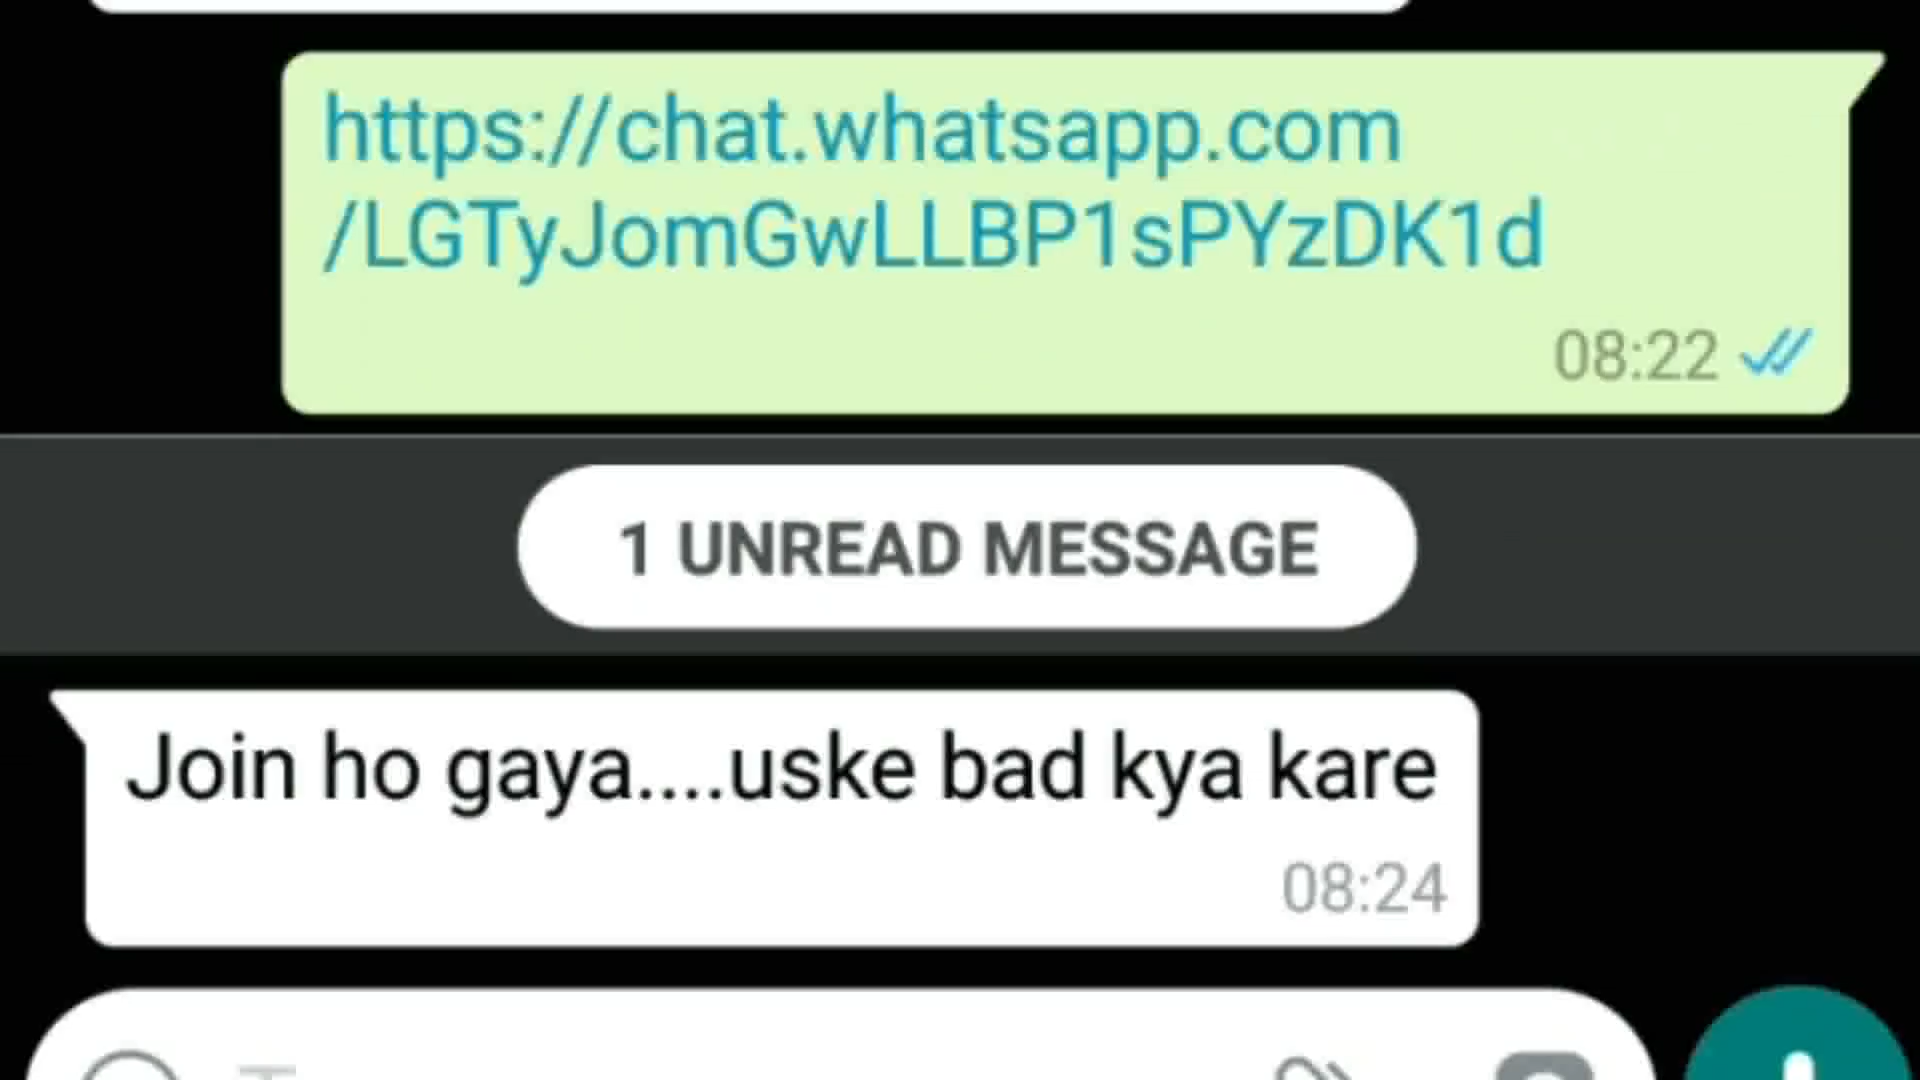 https://chat.whatsapp.com
/LGTyJomGwLLBP1sPYzDK1d
08:22
1 UNREAD MESSAGE
Join ho gaya....uske bad kya kare
08:24